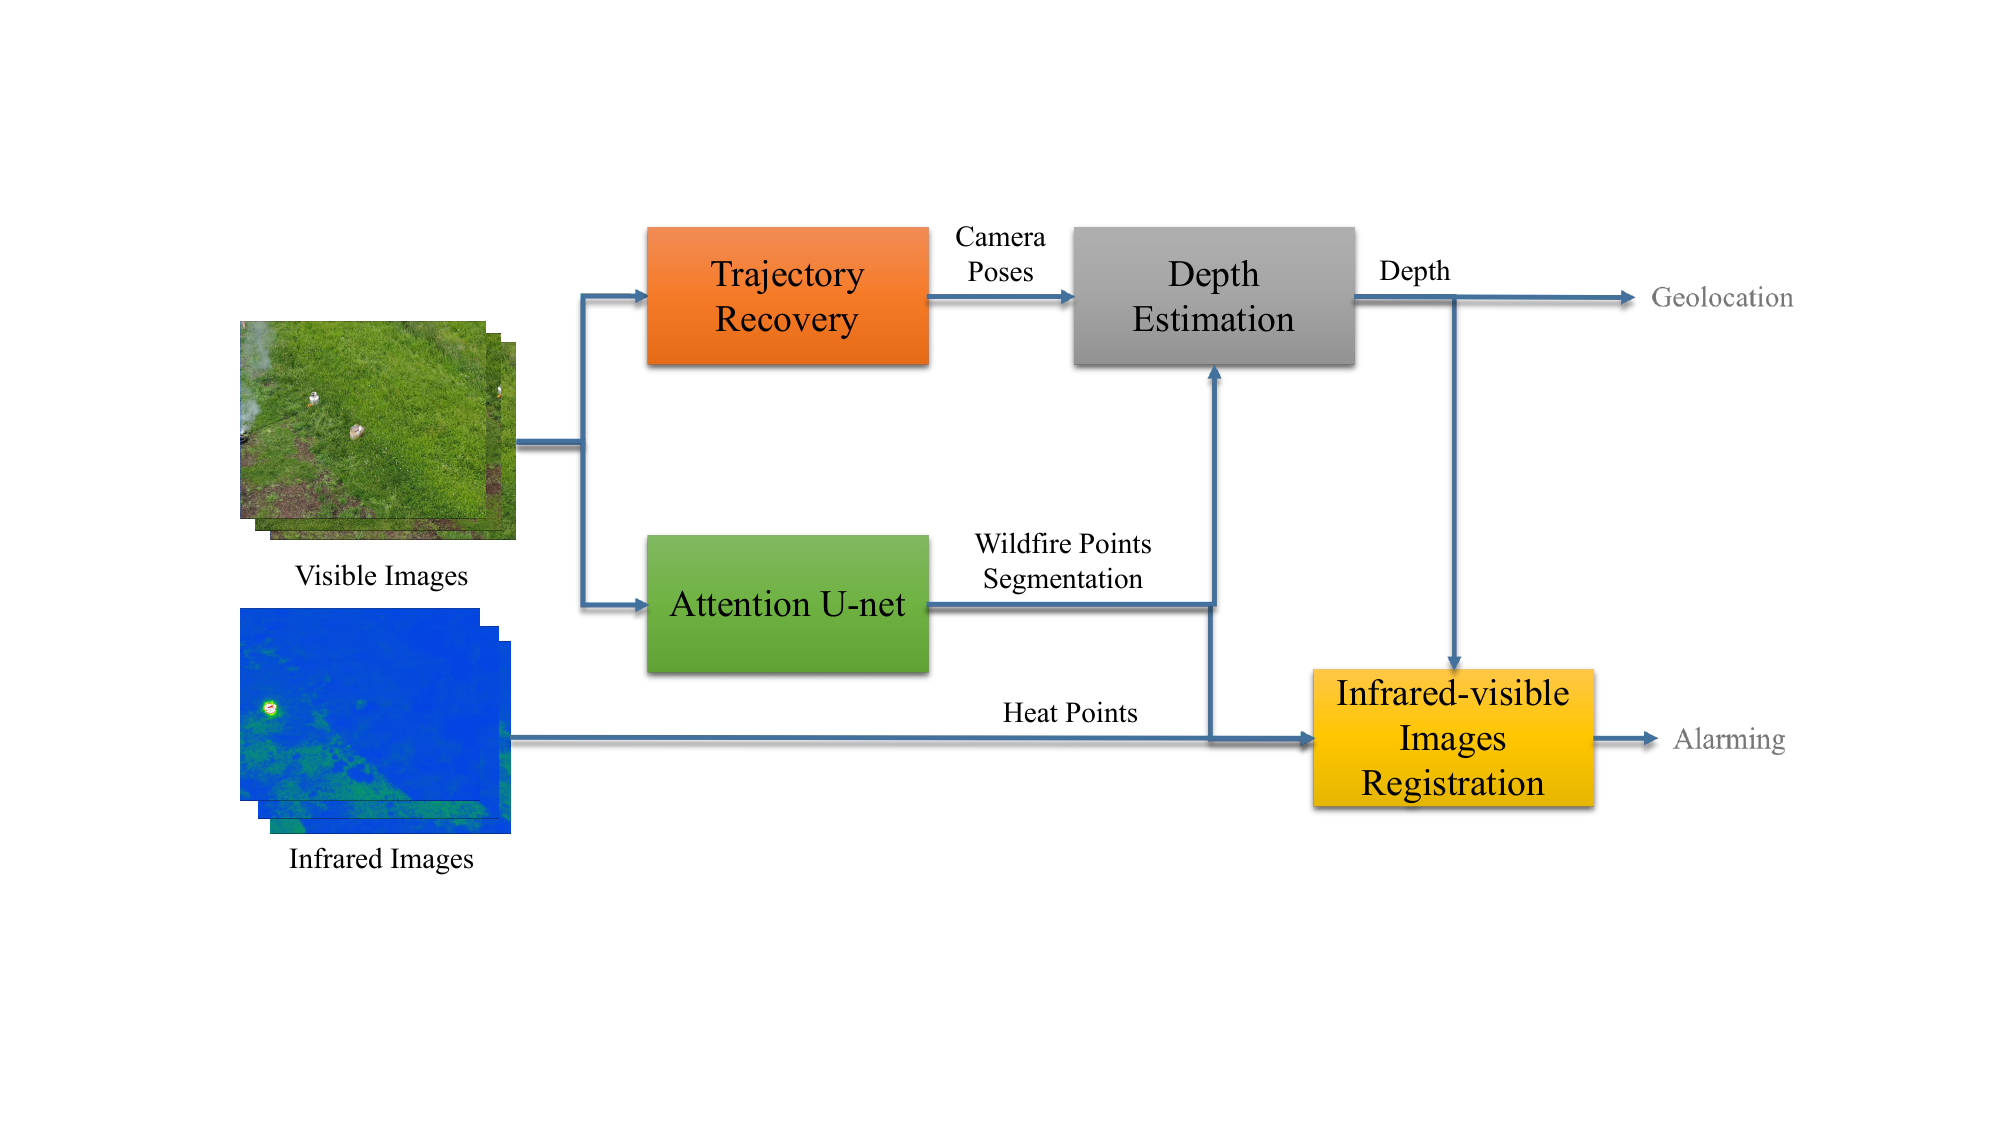 Camera
Poses
Trajectory
Recovery
Depth
Estimation
Depth
Geolocation
Visible Images
Wildfire Points
Segmentation
Attention U-net
Heat Points
Infrared-visible
Images
Registration
Alarming
Infrared Images